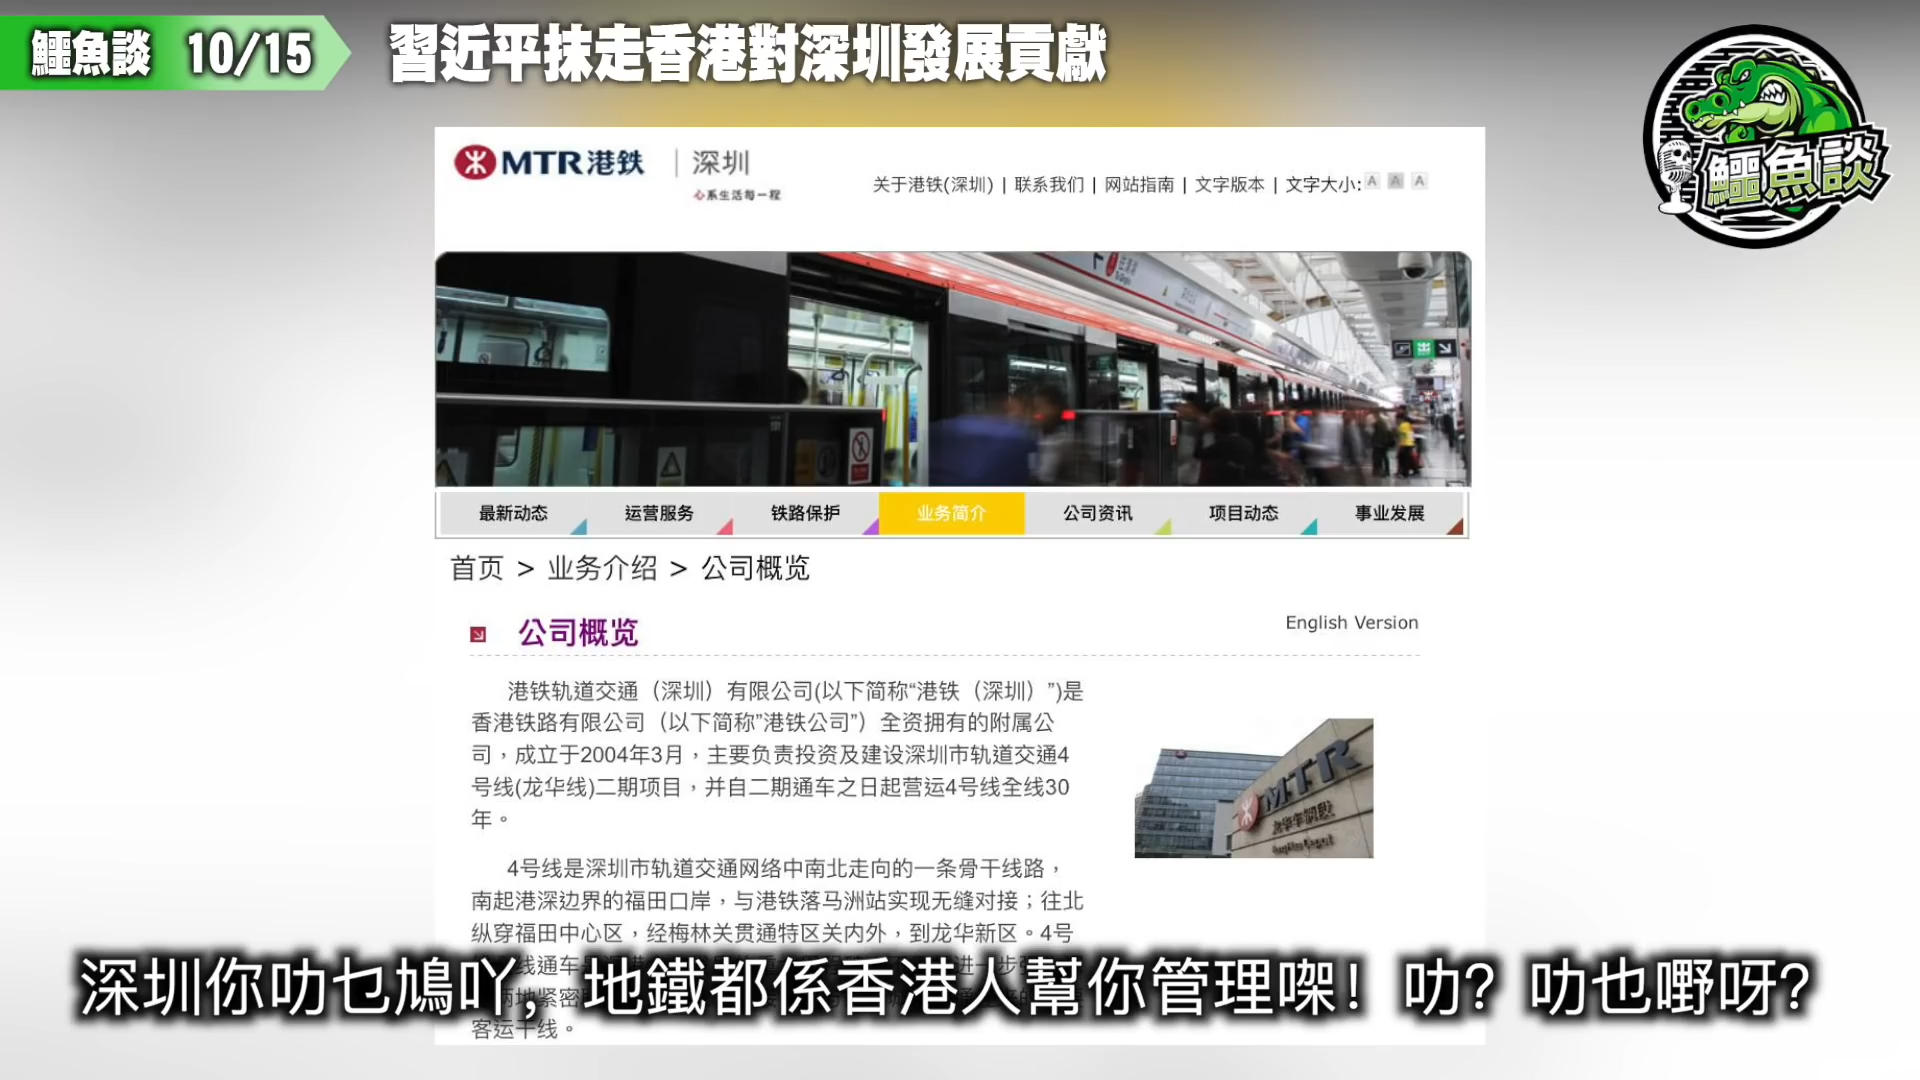 鱷魚談 10/15
習近平抹走香港對深圳發展貢獻
鱷魚談
MTR港鉄 | 深圳
心系生活每一程
关于港铁(深圳) | 联系我们 | 网站指南 | 文字版本 | 文字大小: A A A
最新动态 运营服务 铁路保护 业务简介 公司资讯 项目动态 事业发展
首页 > 业务介绍 > 公司概览
公司概览
English Version
港铁轨道交通（深圳）有限公司(以下简称“港铁（深圳）”)是
香港铁路有限公司（以下简称”港铁公司”）全资拥有的附属公
司，成立于2004年3月，主要负责投资及建设深圳市轨道交通4
号线(龙华线)二期项目，并自二期通车之日起营运4号线全线30
年。
MTR
4号线是深圳市轨道交通网络中南北走向的一条骨干线路，
南起港深边界的福田口岸，与港铁落马洲站实现无缝对接；往北
纵穿福田中心区，经梅林关贯通特区关内外，到龙华新区。4号
线通车
客运干线。
深圳你叻乜鳩吖，地鐵都係香港人幫你管理㗎！叻？叻也嘢呀？